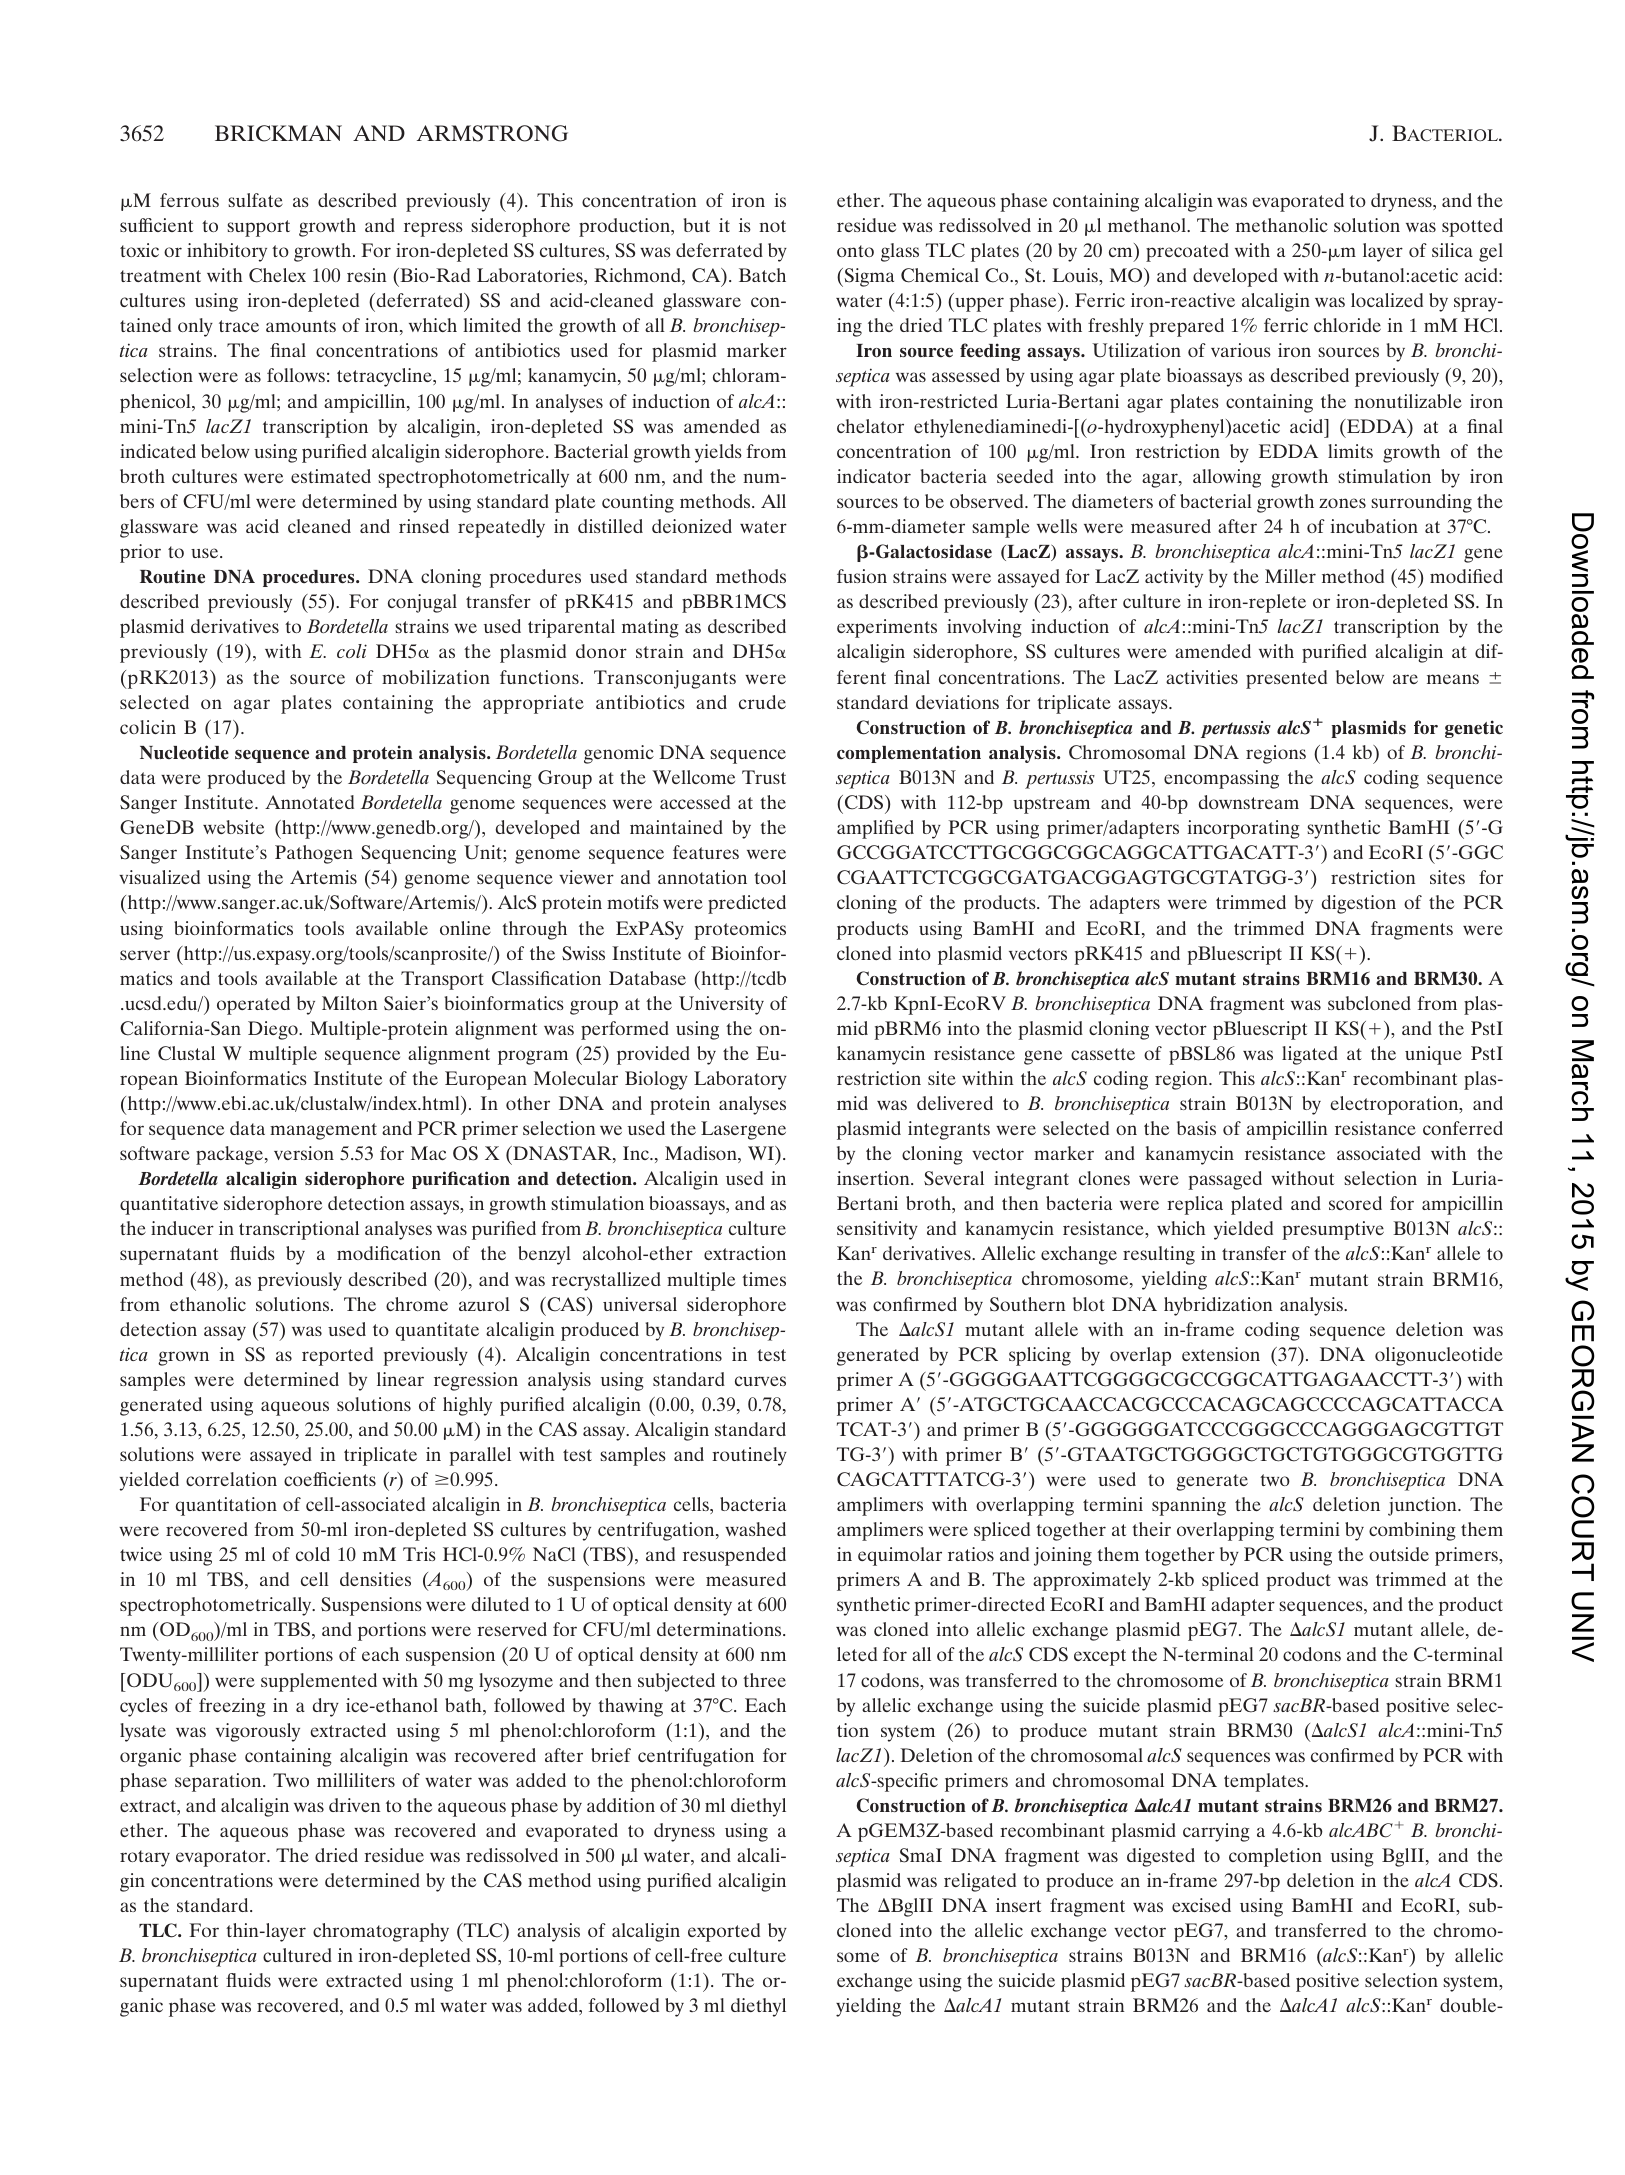 3652 BRICKMAN AND ARMSTRONG J. BACTERIOL.
μM ferrous sulfate as described previously (4). This concentration of iron is
sufficient to support growth and repress siderophore production, but it is not
toxic or inhibitory to growth. For iron-depleted SS cultures, SS was deferrated by
treatment with Chelex 100 resin (Bio-Rad Laboratories, Richmond, CA). Batch
cultures using iron-depleted (deferrated) SS and acid-cleaned glassware con-
tained only trace amounts of iron, which limited the growth of all B. bronchisep-
tica strains. The final concentrations of antibiotics used for plasmid marker
selection were as follows: tetracycline, 15 μg/ml; kanamycin, 50 μg/ml; chloram-
phenicol, 30 μg/ml; and ampicillin, 100 μg/ml. In analyses of induction of alcA::
mini-Tn5 lacZ1 transcription by alcaligin, iron-depleted SS was amended as
indicated below using purified alcaligin siderophore. Bacterial growth yields from
broth cultures were estimated spectrophotometrically at 600 nm, and the num-
bers of CFU/ml were determined by using standard plate counting methods. All
glassware was acid cleaned and rinsed repeatedly in distilled deionized water
prior to use.
Routine DNA procedures. DNA cloning procedures used standard methods
described previously (55). For conjugal transfer of pRK415 and pBBR1MCS
plasmid derivatives to Bordetella strains we used triparental mating as described
previously (19), with E. coli DH5α as the plasmid donor strain and DH5α
(pRK2013) as the source of mobilization functions. Transconjugants were
selected on agar plates containing the appropriate antibiotics and crude
colicin B (17).
Nucleotide sequence and protein analysis. Bordetella genomic DNA sequence
data were produced by the Bordetella Sequencing Group at the Wellcome Trust
Sanger Institute. Annotated Bordetella genome sequences were accessed at the
GeneDB website (http://www.genedb.org/), developed and maintained by the
Sanger Institute's Pathogen Sequencing Unit; genome sequence features were
visualized using the Artemis (54) genome sequence viewer and annotation tool
(http://www.sanger.ac.uk/Software/Artemis/). AlcS protein motifs were predicted
using bioinformatics tools available online through the ExPASy proteomics
server (http://us.expasy.org/tools/scanprosite/) of the Swiss Institute of Bioinfor-
matics and tools available at the Transport Classification Database (http://tcdb
.ucsd.edu/) operated by Milton Saier's bioinformatics group at the University of
California-San Diego. Multiple-protein alignment was performed using the on-
line Clustal W multiple sequence alignment program (25) provided by the Eu-
ropean Bioinformatics Institute of the European Molecular Biology Laboratory
(http://www.ebi.ac.uk/clustalw/index.html). In other DNA and protein analyses
for sequence data management and PCR primer selection we used the Lasergene
software package, version 5.53 for Mac OS X (DNASTAR, Inc., Madison, WI).
Bordetella alcaligin siderophore purification and detection. Alcaligin used in
quantitative siderophore detection assays, in growth stimulation bioassays, and as
the inducer in transcriptional analyses was purified from B. bronchiseptica culture
supernatant fluids by a modification of the benzyl alcohol-ether extraction
method (48), as previously described (20), and was recrystallized multiple times
from ethanolic solutions. The chrome azurol S (CAS) universal siderophore
detection assay (57) was used to quantitate alcaligin produced by B. bronchisep-
tica grown in SS as reported previously (4). Alcaligin concentrations in test
samples were determined by linear regression analysis using standard curves
generated using aqueous solutions of highly purified alcaligin (0.00, 0.39, 0.78,
1.56, 3.13, 6.25, 12.50, 25.00, and 50.00 μM) in the CAS assay. Alcaligin standard
solutions were assayed in triplicate in parallel with test samples and routinely
yielded correlation coefficients (r) of ≥0.995.
For quantitation of cell-associated alcaligin in B. bronchiseptica cells, bacteria
were recovered from 50-ml iron-depleted SS cultures by centrifugation, washed
twice using 25 ml of cold 10 mM Tris HCl-0.9% NaCl (TBS), and resuspended
in 10 ml TBS, and cell densities (A600) of the suspensions were measured
spectrophotometrically. Suspensions were diluted to 1 U of optical density at 600
nm (OD600)/ml in TBS, and portions were reserved for CFU/ml determinations.
Twenty-milliliter portions of each suspension (20 U of optical density at 600 nm
[ODU600]) were supplemented with 50 mg lysozyme and then subjected to three
cycles of freezing in a dry ice-ethanol bath, followed by thawing at 37°C. Each
lysate was vigorously extracted using 5 ml phenol:chloroform (1:1), and the
organic phase containing alcaligin was recovered after brief centrifugation for
phase separation. Two milliliters of water was added to the phenol:chloroform
extract, and alcaligin was driven to the aqueous phase by addition of 30 ml diethyl
ether. The aqueous phase was recovered and evaporated to dryness using a
rotary evaporator. The dried residue was redissolved in 500 μl water, and alcali-
gin concentrations were determined by the CAS method using purified alcaligin
as the standard.
TLC. For thin-layer chromatography (TLC) analysis of alcaligin exported by
B. bronchiseptica cultured in iron-depleted SS, 10-ml portions of cell-free culture
supernatant fluids were extracted using 1 ml phenol:chloroform (1:1). The or-
ganic phase was recovered, and 0.5 ml water was added, followed by 3 ml diethyl
ether. The aqueous phase containing alcaligin was evaporated to dryness, and the
residue was redissolved in 20 μl methanol. The methanolic solution was spotted
onto glass TLC plates (20 by 20 cm) precoated with a 250-μm layer of silica gel
(Sigma Chemical Co., St. Louis, MO) and developed with n-butanol:acetic acid:
water (4:1:5) (upper phase). Ferric iron-reactive alcaligin was localized by spray-
ing the dried TLC plates with freshly prepared 1% ferric chloride in 1 mM HCl.
Iron source feeding assays. Utilization of various iron sources by B. bronchi-
septica was assessed by using agar plate bioassays as described previously (9, 20),
with iron-restricted Luria-Bertani agar plates containing the nonutilizable iron
chelator ethylenediaminedi-[(o-hydroxyphenyl)acetic acid] (EDDA) at a final
concentration of 100 μg/ml. Iron restriction by EDDA limits growth of the
indicator bacteria seeded into the agar, allowing growth stimulation by iron
sources to be observed. The diameters of bacterial growth zones surrounding the
6-mm-diameter sample wells were measured after 24 h of incubation at 37°C.
β-Galactosidase (LacZ) assays. B. bronchiseptica alcA::mini-Tn5 lacZ1 gene
fusion strains were assayed for LacZ activity by the Miller method (45) modified
as described previously (23), after culture in iron-replete or iron-depleted SS. In
experiments involving induction of alcA::mini-Tn5 lacZ1 transcription by the
alcaligin siderophore, SS cultures were amended with purified alcaligin at dif-
ferent final concentrations. The LacZ activities presented below are means ±
standard deviations for triplicate assays.
Construction of B. bronchiseptica and B. pertussis alcS⁺ plasmids for genetic
complementation analysis. Chromosomal DNA regions (1.4 kb) of B. bronchi-
septica B013N and B. pertussis UT25, encompassing the alcS coding sequence
(CDS) with 112-bp upstream and 40-bp downstream DNA sequences, were
amplified by PCR using primer/adapters incorporating synthetic BamHI (5′-G
GCCGGATCCTTGCGGCGGCAGGCATTGACATT-3′) and EcoRI (5′-GGC
CGAATTCTCGGCGATGACGGAGTGCGTATGG-3′) restriction sites for
cloning of the products. The adapters were trimmed by digestion of the PCR
products using BamHI and EcoRI, and the trimmed DNA fragments were
cloned into plasmid vectors pRK415 and pBluescript II KS(+).
Construction of B. bronchiseptica alcS mutant strains BRM16 and BRM30. A
2.7-kb KpnI-EcoRV B. bronchiseptica DNA fragment was subcloned from plas-
mid pBRM6 into the plasmid cloning vector pBluescript II KS(+), and the PstI
kanamycin resistance gene cassette of pBSL86 was ligated at the unique PstI
restriction site within the alcS coding region. This alcS::Kanʳ recombinant plas-
mid was delivered to B. bronchiseptica strain B013N by electroporation, and
plasmid integrants were selected on the basis of ampicillin resistance conferred
by the cloning vector marker and kanamycin resistance associated with the
insertion. Several integrant clones were passaged without selection in Luria-
Bertani broth, and then bacteria were replica plated and scored for ampicillin
sensitivity and kanamycin resistance, which yielded presumptive B013N alcS::
Kanʳ derivatives. Allelic exchange resulting in transfer of the alcS::Kanʳ allele to
the B. bronchiseptica chromosome, yielding alcS::Kanʳ mutant strain BRM16,
was confirmed by Southern blot DNA hybridization analysis.
The ΔalcS1 mutant allele with an in-frame coding sequence deletion was
generated by PCR splicing by overlap extension (37). DNA oligonucleotide
primer A (5′-GGGGGAATTCGGGGCGCCGGCATTGAGAACCTT-3′) with
primer A′ (5′-ATGCTGCAACCACGCCCACAGCAGCCCCAGCATTACCA
TCAT-3′) and primer B (5′-GGGGGGATCCCGGGCCCAGGGAGCGTTGT
TG-3′) with primer B′ (5′-GTAATGCTGGGGCTGCTGTGGGCGTGGTTG
CAGCATTTATCG-3′) were used to generate two B. bronchiseptica DNA
amplimers with overlapping termini spanning the alcS deletion junction. The
amplimers were spliced together at their overlapping termini by combining them
in equimolar ratios and joining them together by PCR using the outside primers,
primers A and B. The approximately 2-kb spliced product was trimmed at the
synthetic primer-directed EcoRI and BamHI adapter sequences, and the product
was cloned into allelic exchange plasmid pEG7. The ΔalcS1 mutant allele, de-
leted for all of the alcS CDS except the N-terminal 20 codons and the C-terminal
17 codons, was transferred to the chromosome of B. bronchiseptica strain BRM1
by allelic exchange using the suicide plasmid pEG7 sacBR-based positive selec-
tion system (26) to produce mutant strain BRM30 (ΔalcS1 alcA::mini-Tn5
lacZ1). Deletion of the chromosomal alcS sequences was confirmed by PCR with
alcS-specific primers and chromosomal DNA templates.
Construction of B. bronchiseptica ΔalcA1 mutant strains BRM26 and BRM27.
A pGEM3Z-based recombinant plasmid carrying a 4.6-kb alcABC⁺ B. bronchi-
septica SmaI DNA fragment was digested to completion using BglII, and the
plasmid was religated to produce an in-frame 297-bp deletion in the alcA CDS.
The ΔBglII DNA insert fragment was excised using BamHI and EcoRI, sub-
cloned into the allelic exchange vector pEG7, and transferred to the chromo-
some of B. bronchiseptica strains B013N and BRM16 (alcS::Kanʳ) by allelic
exchange using the suicide plasmid pEG7 sacBR-based positive selection system,
yielding the ΔalcA1 mutant strain BRM26 and the ΔalcA1 alcS::Kanʳ double-
Downloaded from http://jb.asm.org/ on March 11, 2015 by GEORGIAN COURT UNIV